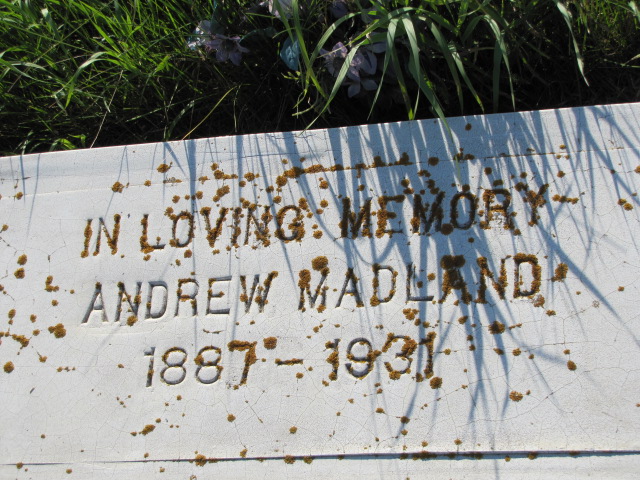 IN LOVING MEMORY
ANDREW MADLAND
1887-1931